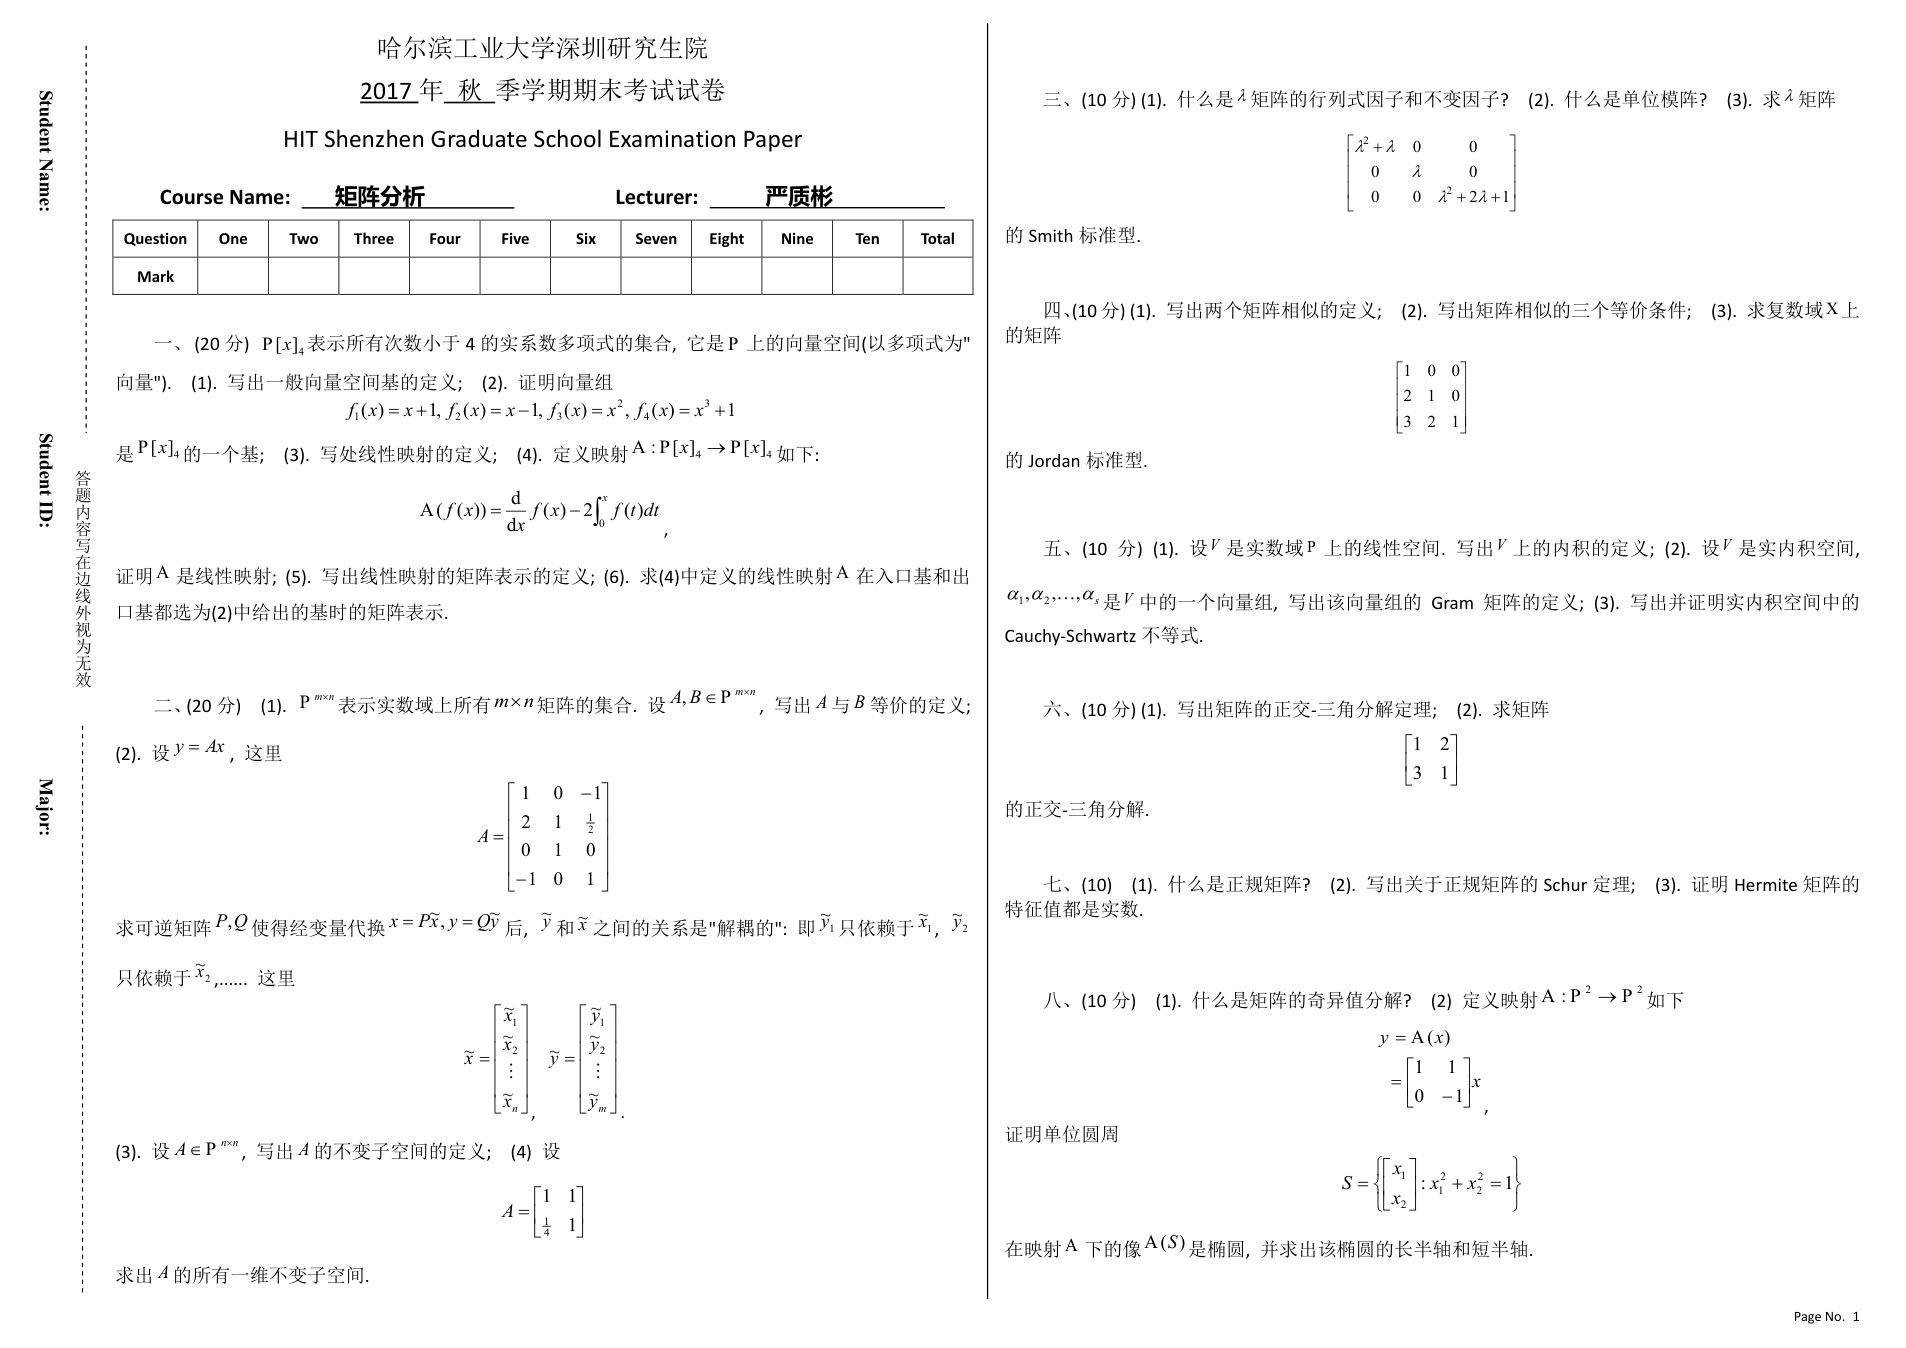 Student Name:
Student ID:
Major:
答题内容写在边线外视为无效
哈尔滨工业大学深圳研究生院
2017 年 秋 季学期期末考试试卷
HIT Shenzhen Graduate School Examination Paper
Course Name: 矩阵分析 Lecturer: 严质彬
Question One Two Three Four Five Six Seven Eight Nine Ten Total
Mark
一、(20 分) P[x]₄ 表示所有次数小于 4 的实系数多项式的集合, 它是 P 上的向量空间(以多项式为"
向量"). (1). 写出一般向量空间基的定义; (2). 证明向量组
f₁(x) = x+1, f₂(x) = x−1, f₃(x) = x², f₄(x) = x³+1
是 P[x]₄ 的一个基; (3). 写处线性映射的定义; (4). 定义映射 A : P[x]₄ → P[x]₄ 如下:
A(f(x)) = d/dx f(x) − 2∫₀ˣ f(t)dt ,
证明 A 是线性映射; (5). 写出线性映射的矩阵表示的定义; (6). 求(4)中定义的线性映射 A 在入口基和出
口基都选为(2)中给出的基时的矩阵表示.
二、(20 分) (1). P^{m×n} 表示实数域上所有 m×n 矩阵的集合. 设 A, B ∈ P^{m×n} , 写出 A 与 B 等价的定义;
(2). 设 y = Ax , 这里
A = [1 0 −1
2 1 1/2
0 1 0
−1 0 1]
求可逆矩阵 P,Q 使得经变量代换 x = Px̃, y = Qỹ 后, ỹ 和 x̃ 之间的关系是"解耦的": 即 ỹ₁ 只依赖于 x̃₁, ỹ₂
只依赖于 x̃₂,...... 这里
x̃ = [x̃₁ x̃₂ ⋮ x̃ₙ], ỹ = [ỹ₁ ỹ₂ ⋮ ỹₘ].
(3). 设 A ∈ P^{n×n}, 写出 A 的不变子空间的定义; (4) 设
A = [1 1
1/4 1]
求出 A 的所有一维不变子空间.
三、(10 分) (1). 什么是 λ 矩阵的行列式因子和不变因子? (2). 什么是单位模阵? (3). 求 λ 矩阵
[λ²+λ 0 0
0 λ 0
0 0 λ²+2λ+1]
的 Smith 标准型.
四、(10 分) (1). 写出两个矩阵相似的定义; (2). 写出矩阵相似的三个等价条件; (3). 求复数域 X 上
的矩阵
[1 0 0
2 1 0
3 2 1]
的 Jordan 标准型.
五、(10 分) (1). 设 V 是实数域 P 上的线性空间. 写出 V 上的内积的定义; (2). 设 V 是实内积空间,
α₁,α₂,…,αₛ 是 V 中的一个向量组, 写出该向量组的 Gram 矩阵的定义; (3). 写出并证明实内积空间中的
Cauchy-Schwartz 不等式.
六、(10 分) (1). 写出矩阵的正交-三角分解定理; (2). 求矩阵
[1 2
3 1]
的正交-三角分解.
七、(10) (1). 什么是正规矩阵? (2). 写出关于正规矩阵的 Schur 定理; (3). 证明 Hermite 矩阵的
特征值都是实数.
八、(10 分) (1). 什么是矩阵的奇异值分解? (2) 定义映射 A : P² → P² 如下
y = A(x)
= [1 1
0 −1] x ,
证明单位圆周
S = {[x₁ x₂] : x₁² + x₂² = 1}
在映射 A 下的像 A(S) 是椭圆, 并求出该椭圆的长半轴和短半轴.
Page No. 1